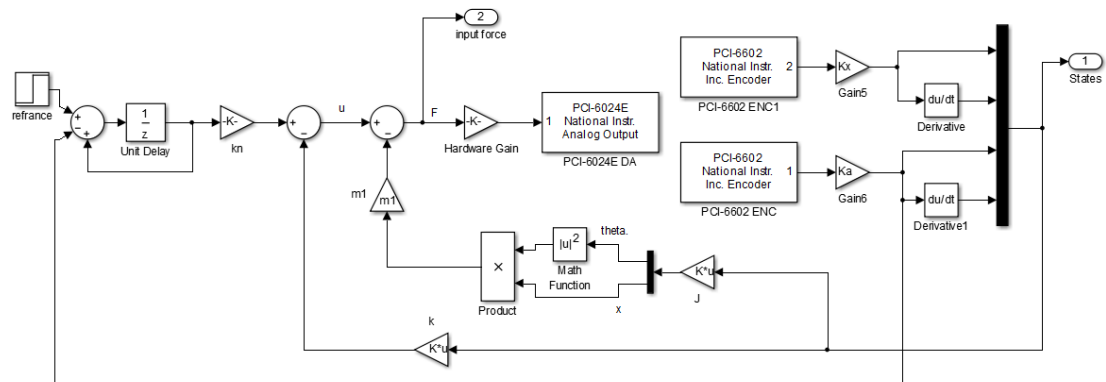 2
input force
refrance
+
−
+
1
z
Unit Delay
-K-
kn
+
−
u
+
−
F
-K-
Hardware Gain
1
PCI-6024E
National Instr.
Analog Output
PCI-6024E DA
PCI-6602
National Instr.
Inc. Encoder
2
PCI-6602 ENC1
Kx
Gain5
du/dt
Derivative
1
States
PCI-6602
National Instr.
Inc. Encoder
1
PCI-6602 ENC
Ka
Gain6
du/dt
Derivative1
m1
m1
×
Product
|u|²
Math
Function
theta.
x
K*u
J
k
K*u